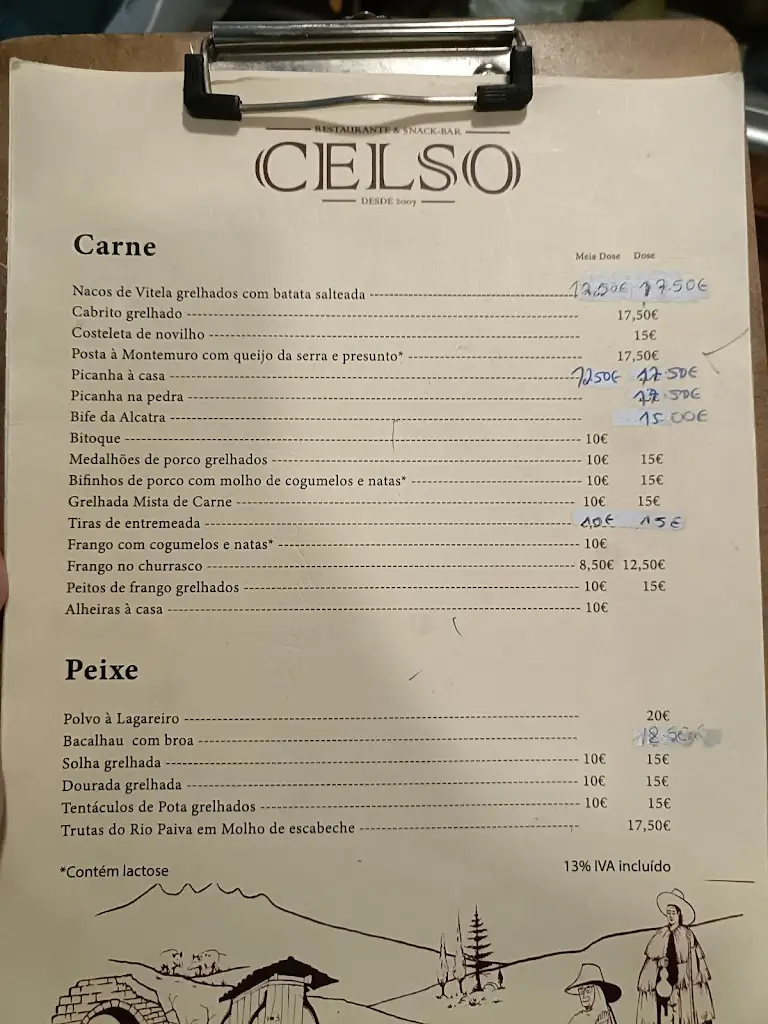 RESTAURANTE & SNACK-BAR
CELSO
DESDE 2007
Carne
Meia Dose Dose
Nacos de Vitela grelhados com batata salteada 12,50€ 17.50€
Cabrito grelhado 17,50€
Costeleta de novilho 15€
Posta à Montemuro com queijo da serra e presunto* 17,50€
Picanha à casa 12,50€ 17.50€
Picanha na pedra 17.50€
Bife da Alcatra 15.00€
Bitoque 10€
Medalhões de porco grelhados 10€ 15€
Bifinhos de porco com molho de cogumelos e natas* 10€ 15€
Grelhada Mista de Carne 10€ 15€
Tiras de entremeada 10€ 15€
Frango com cogumelos e natas* 10€
Frango no churrasco 8,50€ 12,50€
Peitos de frango grelhados 10€ 15€
Alheiras à casa 10€
Peixe
Polvo à Lagareiro 20€
Bacalhau com broa
Solha grelhada 10€ 15€
Dourada grelhada 10€ 15€
Tentáculos de Pota grelhados 10€ 15€
Trutas do Rio Paiva em Molho de escabeche 17,50€
*Contém lactose
13% IVA incluído